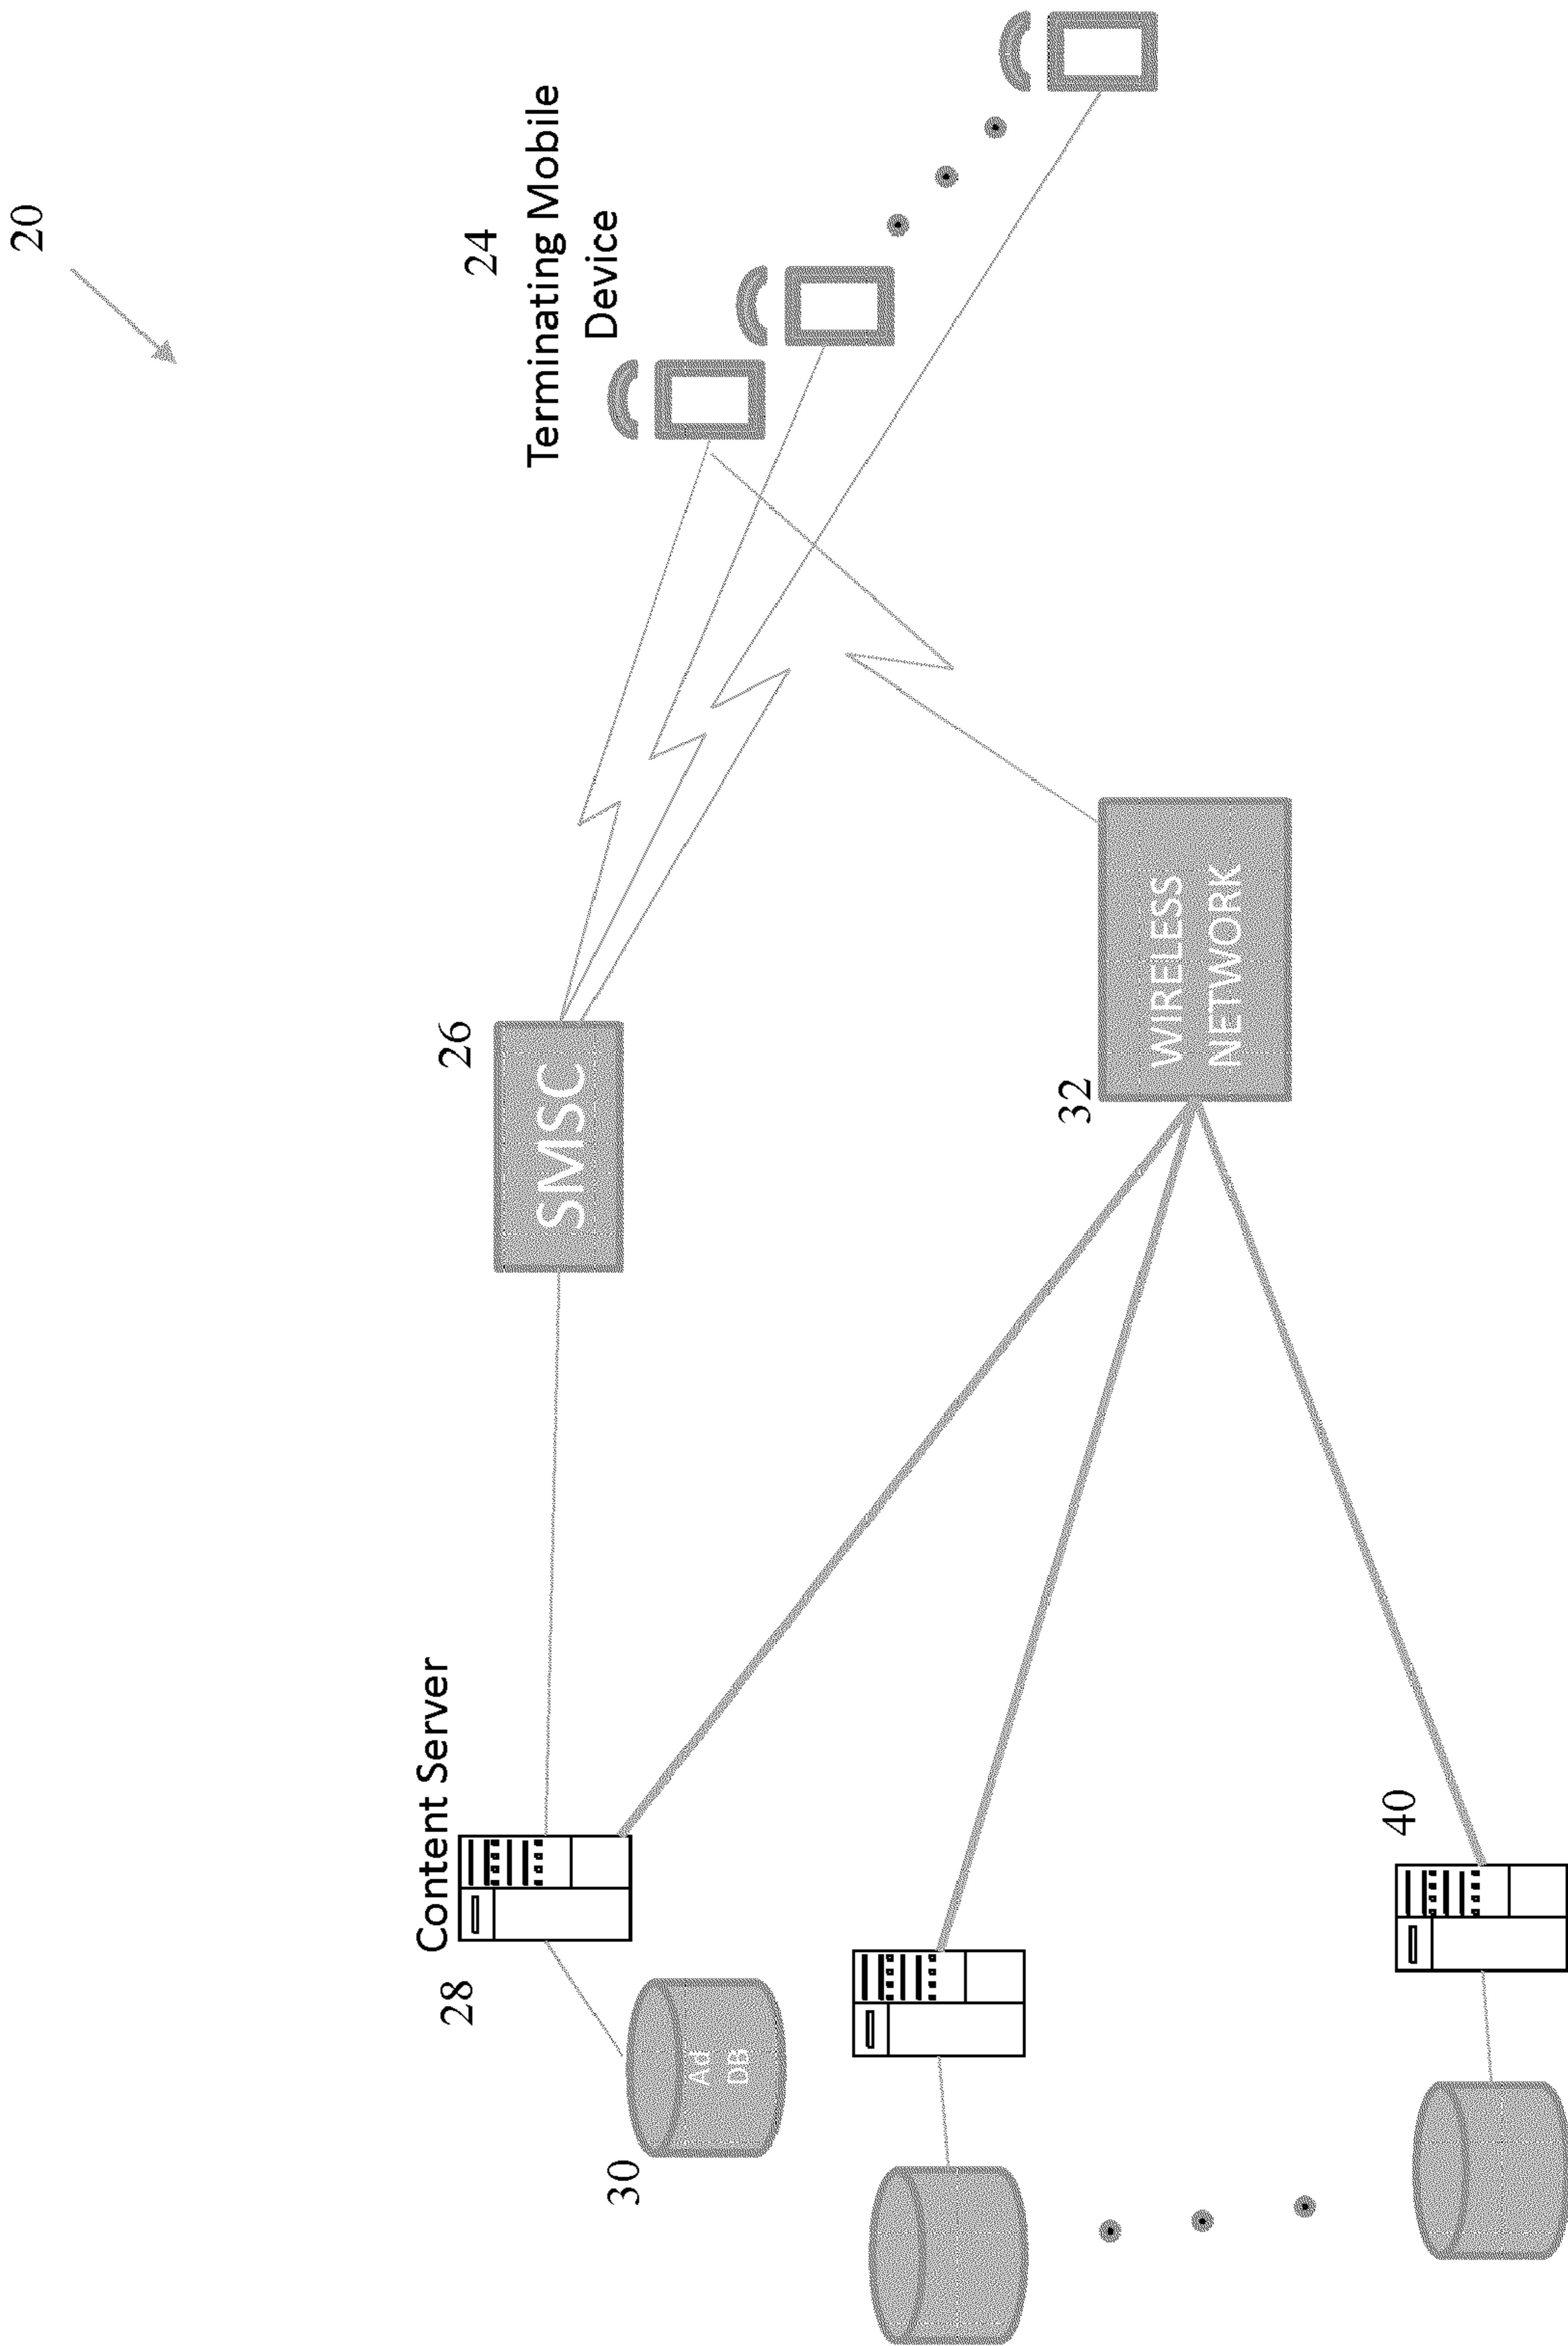 20
24
Terminating Mobile
Device
26
SMSC
32
WIRELESS
NETWORK
Content Server
28
Ad
DB
30
40